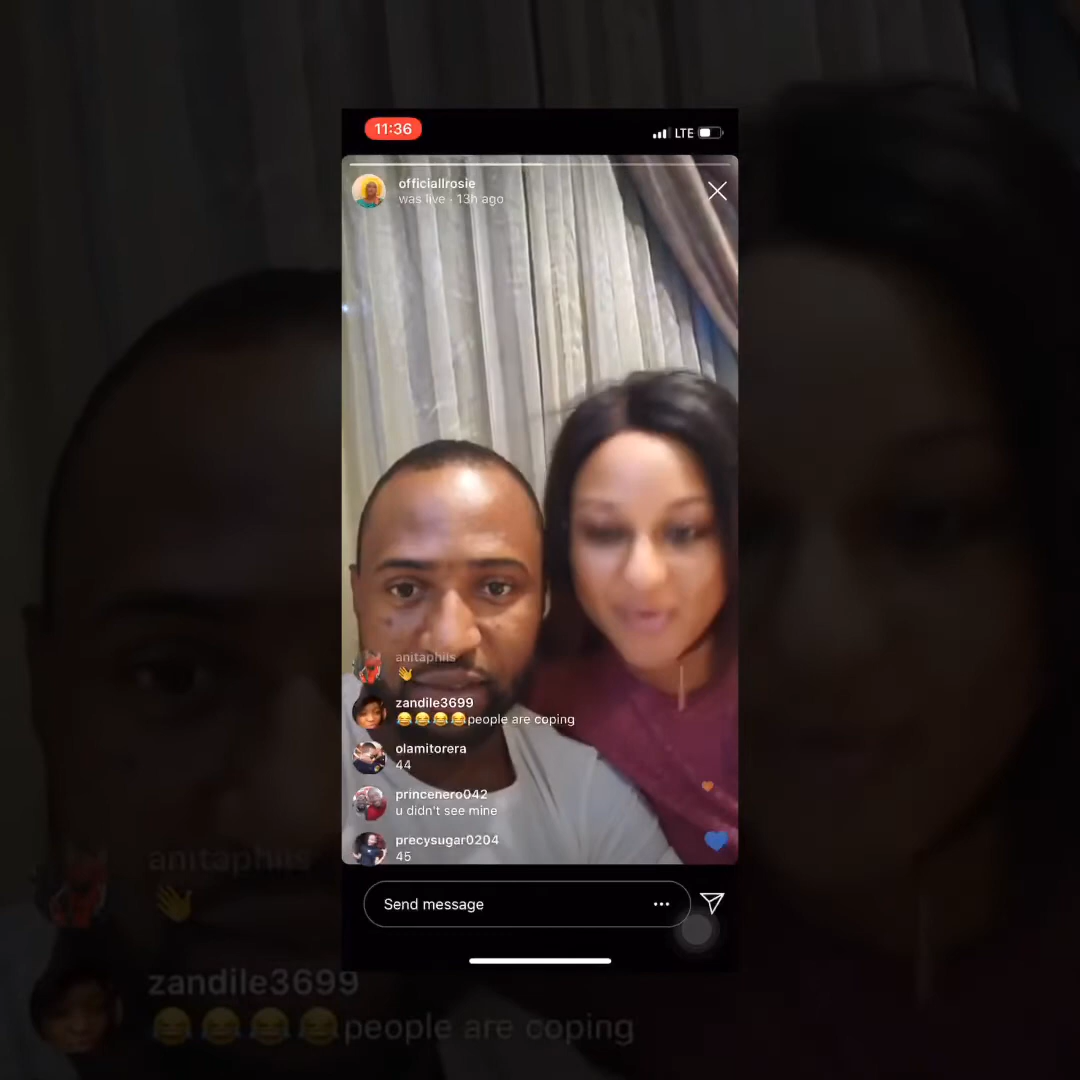 11:36
LTE
officiallrosie
was live · 13h ago
anitaphils
👋
zandile3699
😂😂😂😂people are coping
olamitorera
44
princenero042
u didn't see mine
precysugar0204
45
Send message
anitaphils
👋
zandile3699
😂😂😂😂people are coping